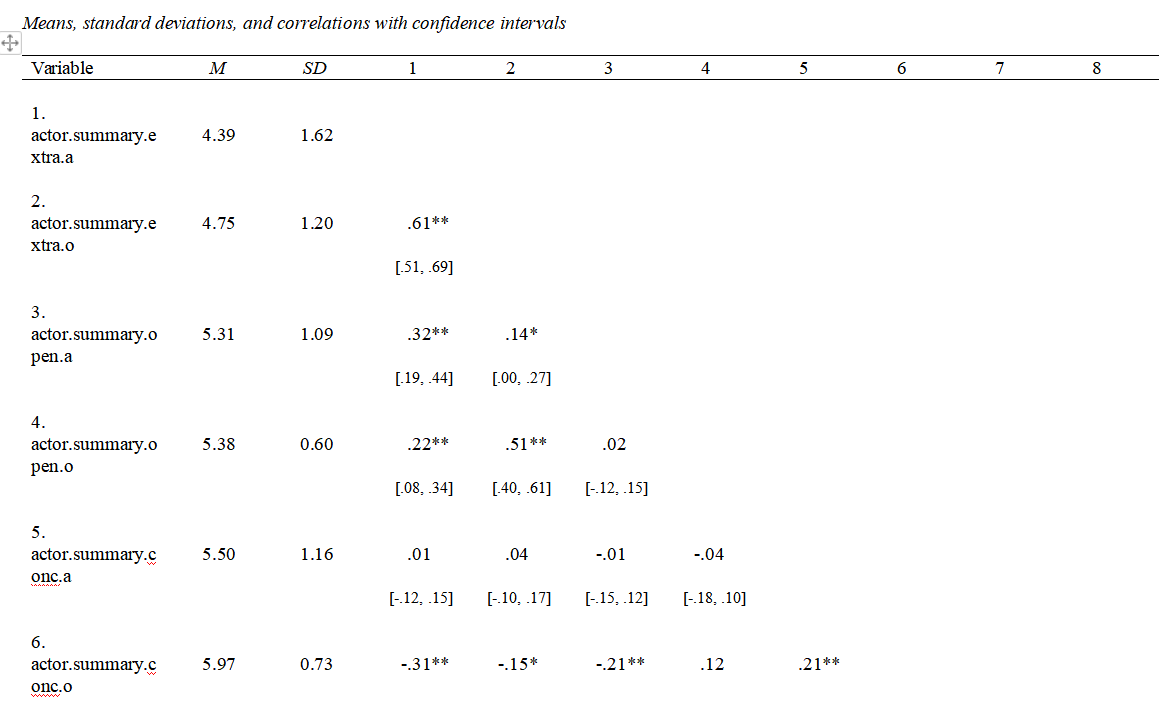 Means, standard deviations, and correlations with confidence intervals
Variable M SD 1 2 3 4 5 6 7 8
1.
actor.summary.e
xtra.a
4.39 1.62
2.
actor.summary.e
xtra.o
4.75 1.20 .61**
[.51, .69]
3.
actor.summary.o
pen.a
5.31 1.09 .32** .14*
[.19, .44] [.00, .27]
4.
actor.summary.o
pen.o
5.38 0.60 .22** .51** .02
[.08, .34] [.40, .61] [-.12, .15]
5.
actor.summary.c
onc.a
5.50 1.16 .01 .04 -.01 -.04
[-.12, .15] [-.10, .17] [-.15, .12] [-.18, .10]
6.
actor.summary.c
onc.o
5.97 0.73 -.31** -.15* -.21** .12 .21**